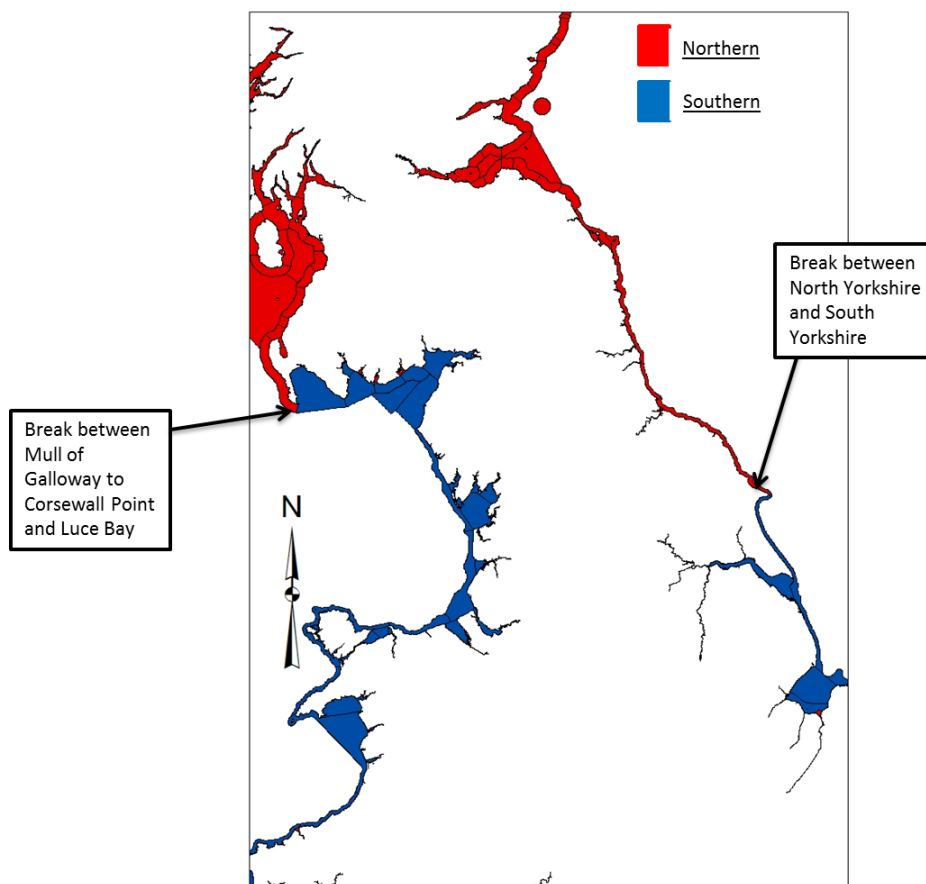 Northern
Southern
Break between
North Yorkshire
and South
Yorkshire
Break between
Mull of
Galloway to
Corsewall Point
and Luce Bay
N